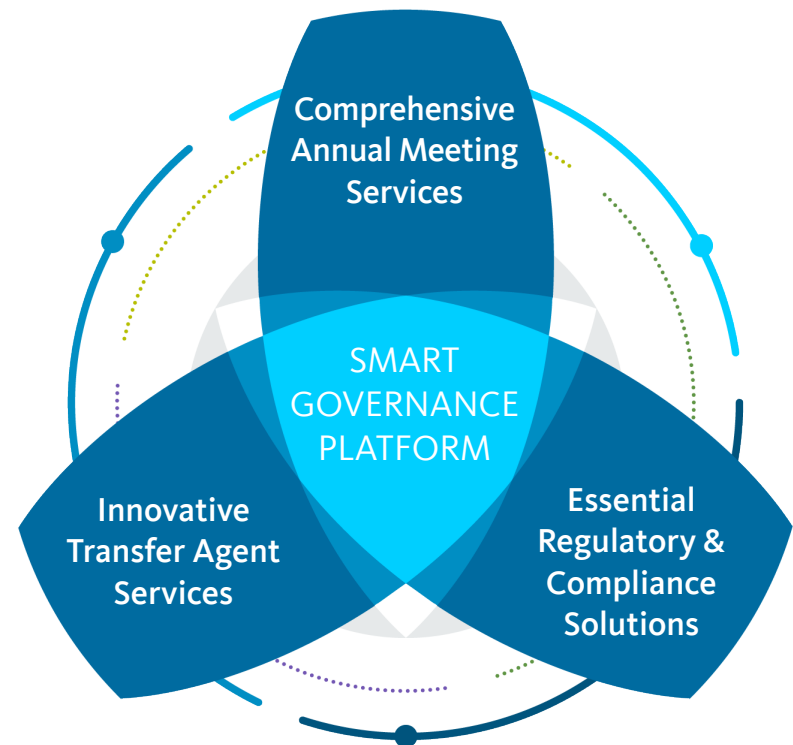 Comprehensive
Annual Meeting
Services
SMART
GOVERNANCE
PLATFORM
Innovative
Transfer Agent
Services
Essential
Regulatory &
Compliance
Solutions